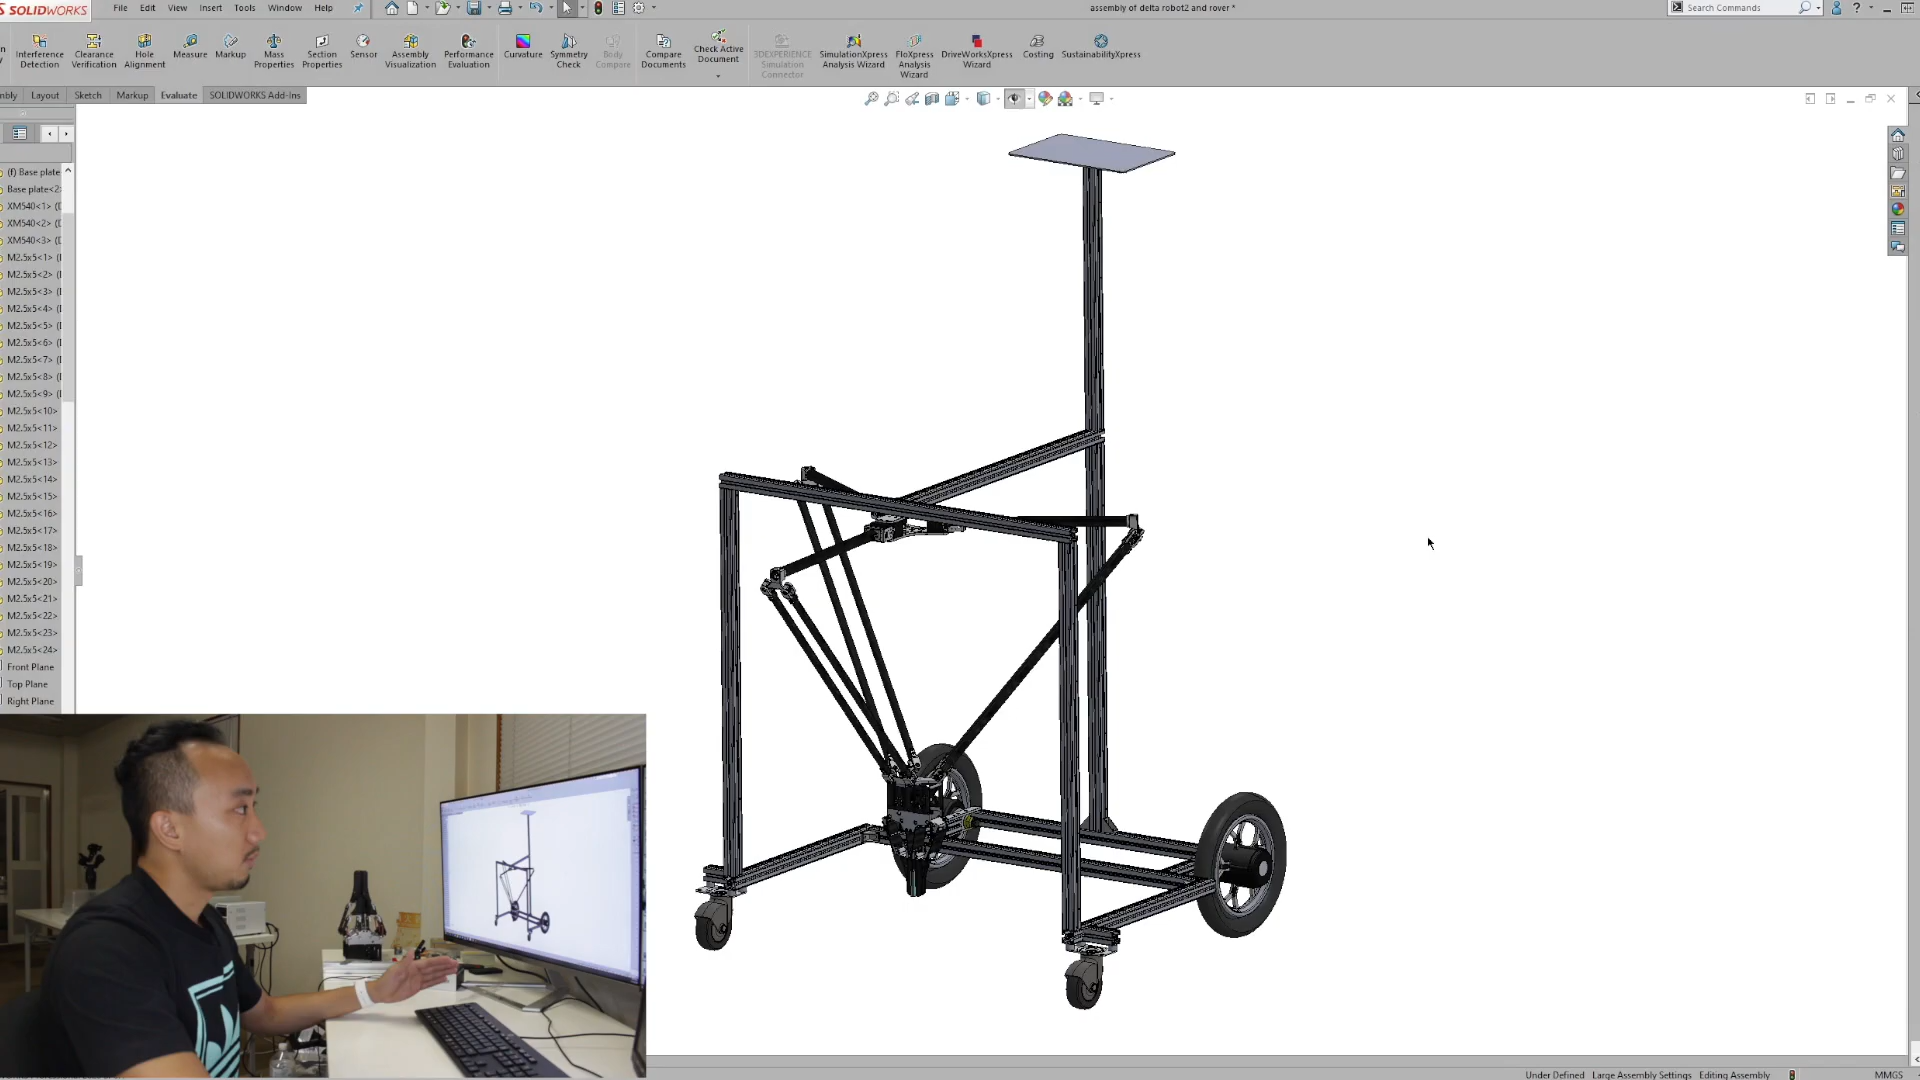 SOLIDWORKS File Edit View Insert Tools Window Help assembly of delta robot2 and rover * Search Commands
Interference Detection
Clearance Verification
Hole Alignment
Measure
Markup
Mass Properties
Section Properties
Sensor
Assembly Visualization
Performance Evaluation
Curvature
Symmetry Check
Body Compare
Compare Documents
Check Active Document
3DEXPERIENCE Simulation Connector
SimulationXpress Analysis Wizard
FloXpress Analysis Wizard
DriveWorksXpress Wizard
Costing
SustainabilityXpress
mbly Layout Sketch Markup Evaluate SOLIDWORKS Add-Ins
(f) Base plate
Base plate<2>
XM540<1> (D
XM540<2> (D
XM540<3> (D
M2.5x5<1> (D
M2.5x5<2> (D
M2.5x5<3> (D
M2.5x5<4> (D
M2.5x5<5> (D
M2.5x5<6> (D
M2.5x5<7> (D
M2.5x5<8> (D
M2.5x5<9> (D
M2.5x5<10>
M2.5x5<11>
M2.5x5<12>
M2.5x5<13>
M2.5x5<14>
M2.5x5<15>
M2.5x5<16>
M2.5x5<17>
M2.5x5<18>
M2.5x5<19>
M2.5x5<20>
M2.5x5<21>
M2.5x5<22>
M2.5x5<23>
M2.5x5<24>
Front Plane
Top Plane
Right Plane
Under Defined Large Assembly Settings Editing Assembly MMGS